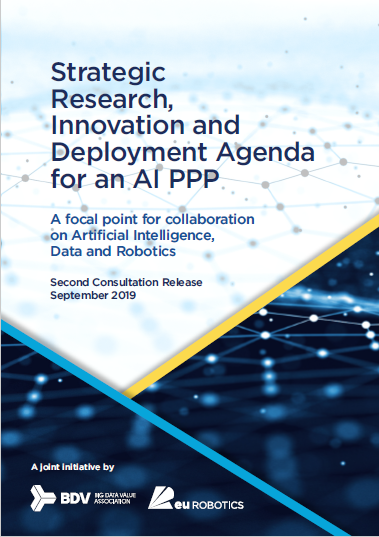 Strategic
Research,
Innovation and
Deployment Agenda
for an AI PPP
A focal point for collaboration
on Artificial Intelligence,
Data and Robotics
Second Consultation Release
September 2019
A joint initiative by
BDV BIG DATA VALUE
ASSOCIATION
eu ROBOTICS